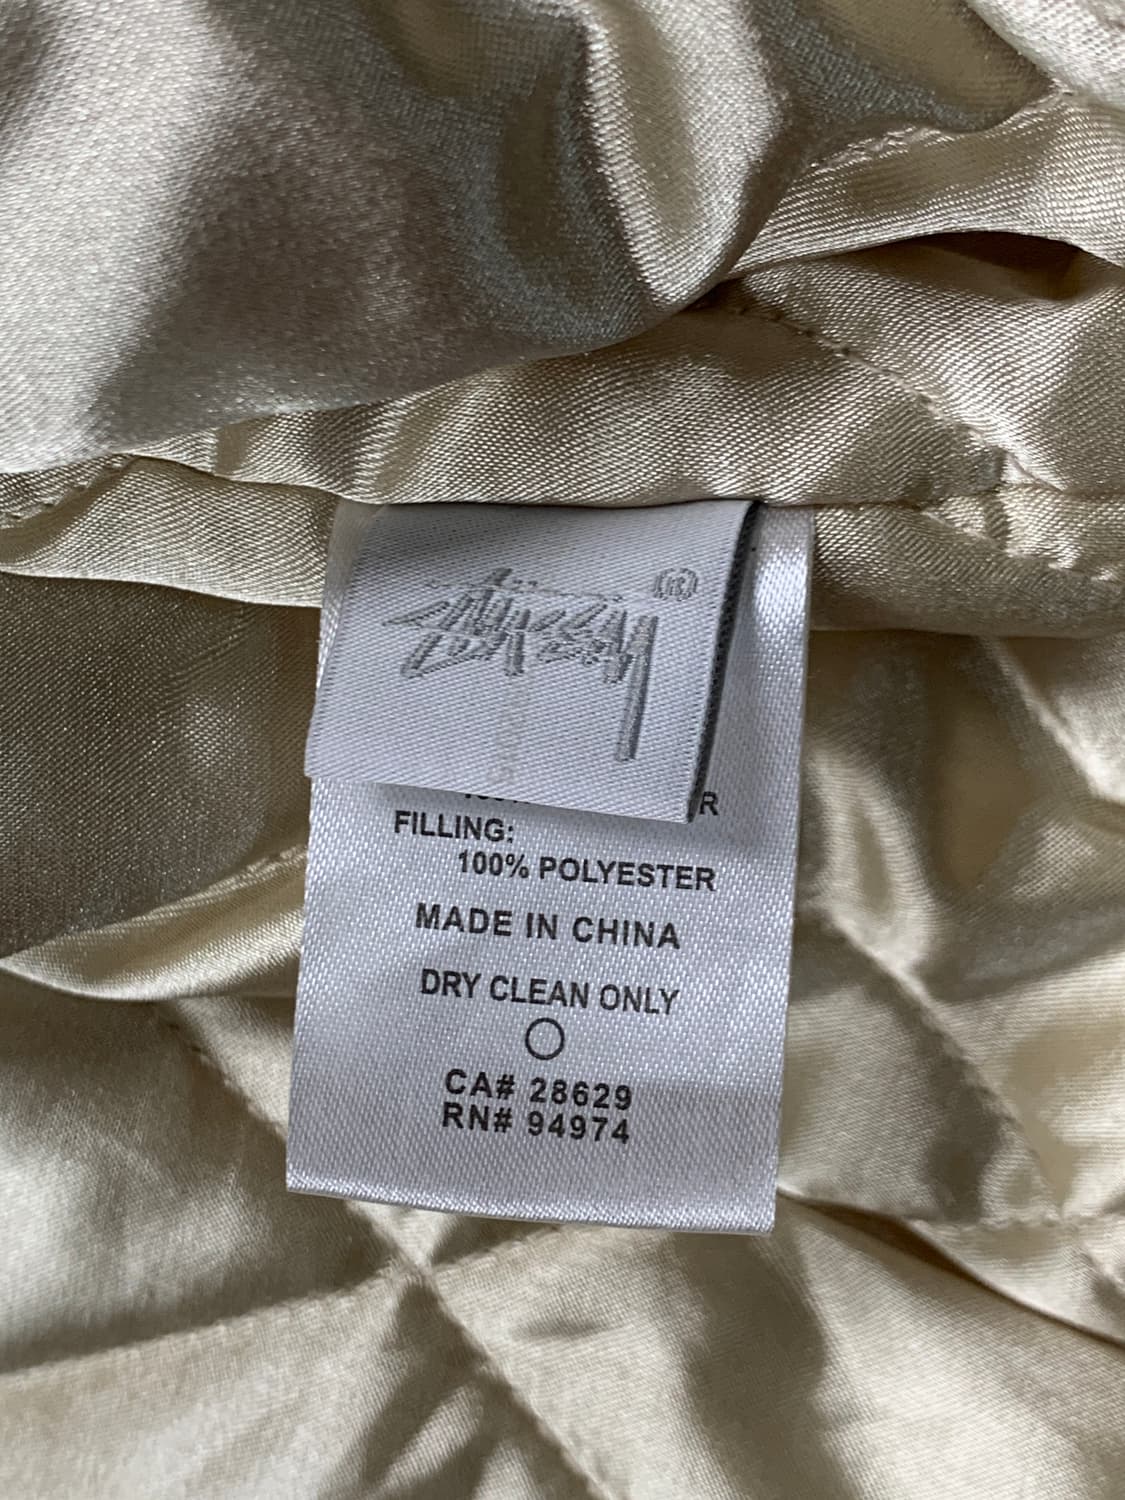 Stüssy ®
FILLING:
100% POLYESTER
MADE IN CHINA
DRY CLEAN ONLY
CA# 28629
RN# 94974